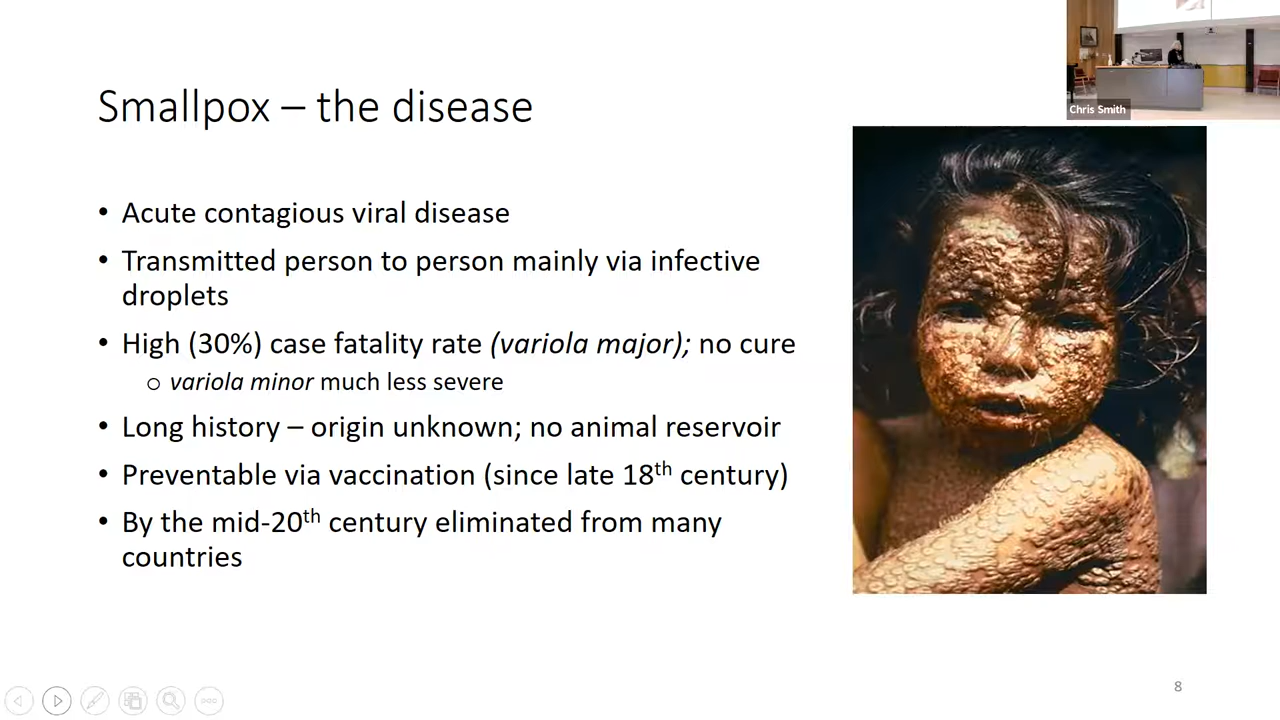 Chris Smith
Smallpox – the disease
• Acute contagious viral disease
• Transmitted person to person mainly via infective
droplets
• High (30%) case fatality rate (variola major); no cure
○ variola minor much less severe
• Long history – origin unknown; no animal reservoir
• Preventable via vaccination (since late 18th century)
• By the mid-20th century eliminated from many
countries
8